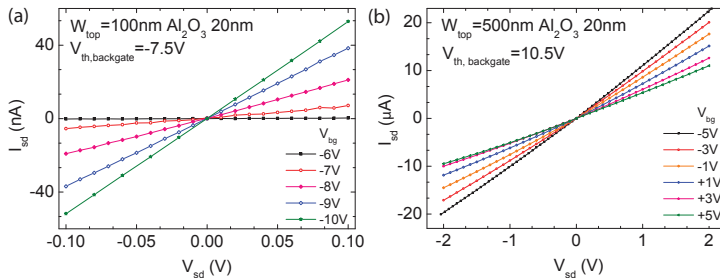 (a)
W_top=100nm Al₂O₃ 20nm
V_th,backgate=-7.5V
I_sd (nA)
40
0
-40
V_bg
-6V
-7V
-8V
-9V
-10V
-0.10 -0.05 0.00 0.05 0.10
V_sd (V)
(b)
W_top=500nm Al₂O₃ 20nm
V_th, backgate=10.5V
I_sd (μA)
20
10
0
-10
-20
V_bg
-5V
-3V
-1V
+1V
+3V
+5V
-2 -1 0 1 2
V_sd (V)